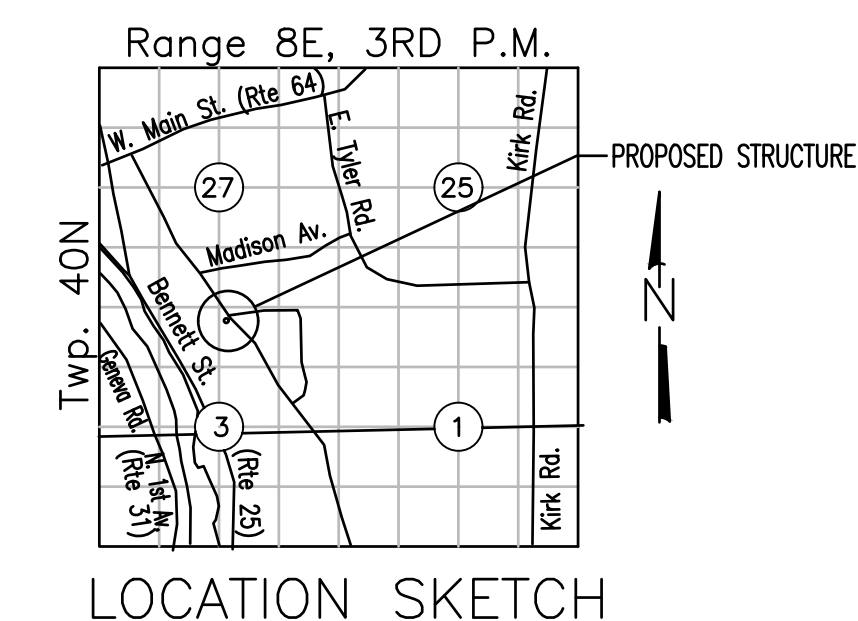 Range 8E, 3RD P.M.
W. Main St. (Rte 64)
E. Tyler Rd.
Kirk Rd.
PROPOSED STRUCTURE
27
25
Madison Av.
Twp. 40N
Bennett St.
N
Geneva Rd.
3
1
N. 1st Av.
(Rte 31)
(Rte 25)
Kirk Rd.
LOCATION SKETCH